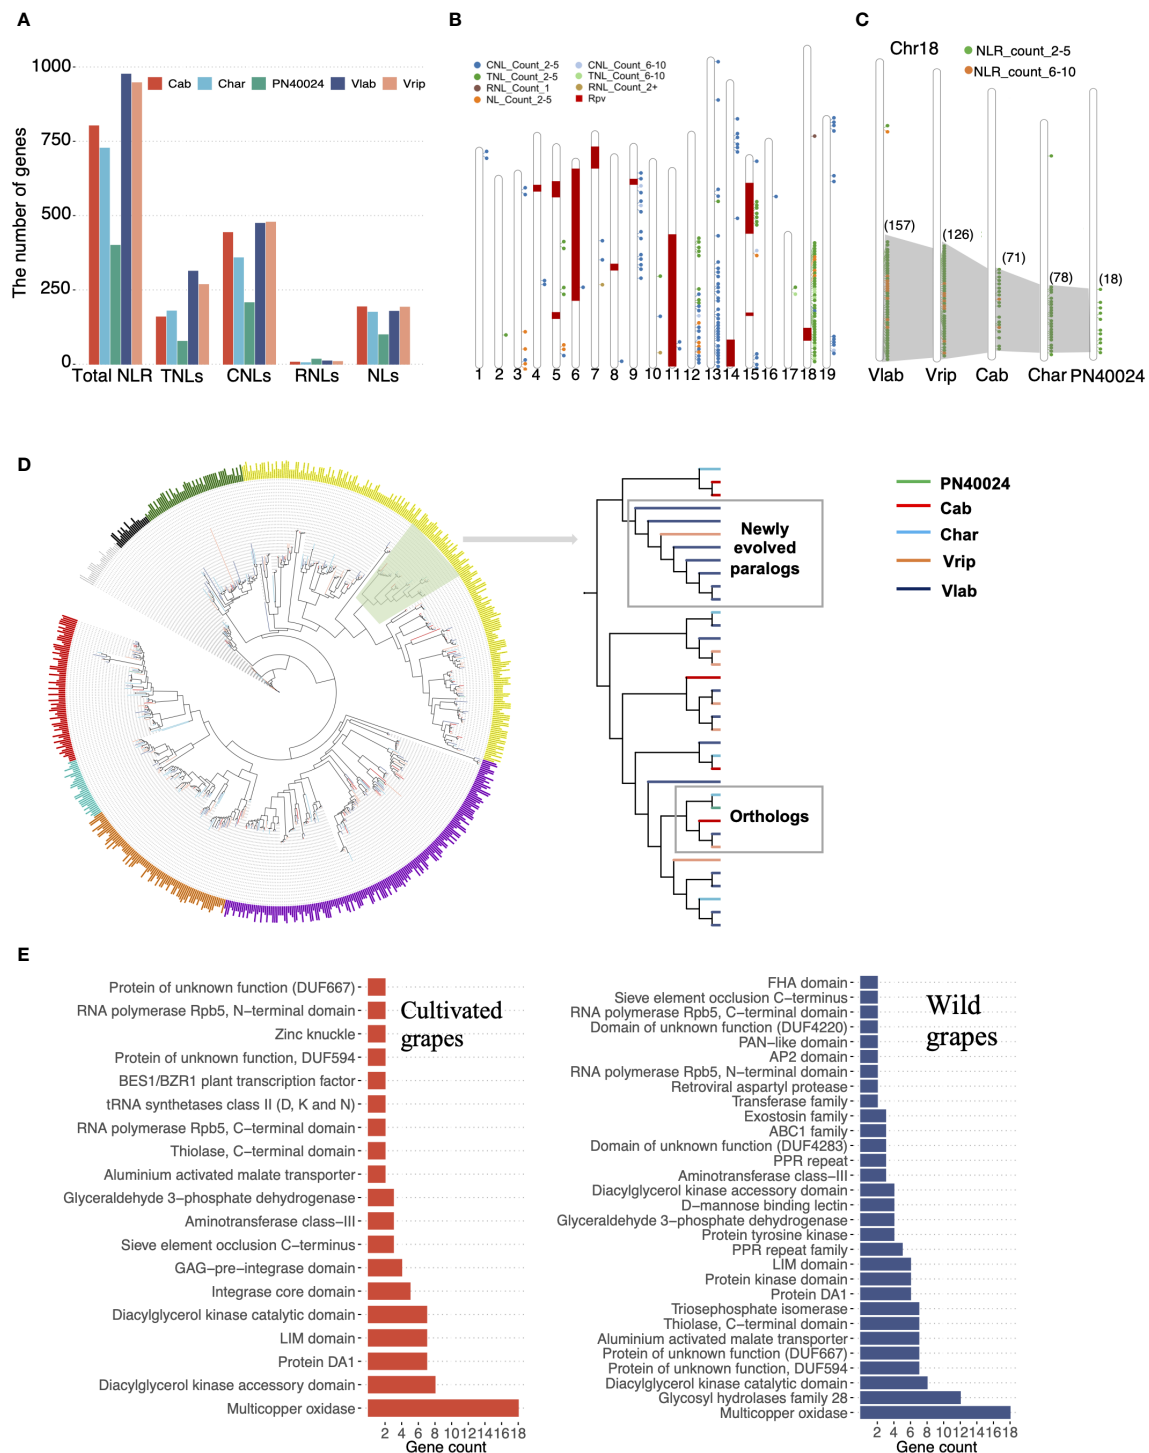 A
B
C
1000
750
500
250
0
The number of genes
Cab
Char
PN40024
Vlab
Vrip
Total NLR
TNLs
CNLs
RNLs
NLs
CNL_Count_2-5
TNL_Count_2-5
RNL_Count_1
NL_Count_2-5
CNL_Count_6-10
TNL_Count_6-10
RNL_Count_2+
Rpv
1 2 3 4 5 6 7 8 9 10 11 12 13 14 15 16 17 18 19
Chr18
NLR_count_2-5
NLR_count_6-10
(157)
(126)
(71)
(78)
(18)
Vlab Vrip Cab Char PN40024
D
Newly
evolved
paralogs
Orthologs
PN40024
Cab
Char
Vrip
Vlab
E
Protein of unknown function (DUF667)
RNA polymerase Rpb5, N−terminal domain
Zinc knuckle
Protein of unknown function, DUF594
BES1/BZR1 plant transcription factor
tRNA synthetases class II (D, K and N)
RNA polymerase Rpb5, C−terminal domain
Thiolase, C−terminal domain
Aluminium activated malate transporter
Glyceraldehyde 3−phosphate dehydrogenase
Aminotransferase class−III
Sieve element occlusion C−terminus
GAG−pre−integrase domain
Integrase core domain
Diacylglycerol kinase catalytic domain
LIM domain
Protein DA1
Diacylglycerol kinase accessory domain
Multicopper oxidase
Cultivated
grapes
2 4 6 8 10 12 14 16 18
Gene count
FHA domain
Sieve element occlusion C−terminus
RNA polymerase Rpb5, C−terminal domain
Domain of unknown function (DUF4220)
PAN−like domain
AP2 domain
RNA polymerase Rpb5, N−terminal domain
Retroviral aspartyl protease
Transferase family
Exostosin family
ABC1 family
Domain of unknown function (DUF4283)
PPR repeat
Aminotransferase class−III
Diacylglycerol kinase accessory domain
D−mannose binding lectin
Glyceraldehyde 3−phosphate dehydrogenase
Protein tyrosine kinase
PPR repeat family
LIM domain
Protein kinase domain
Protein DA1
Triosephosphate isomerase
Thiolase, C−terminal domain
Aluminium activated malate transporter
Protein of unknown function (DUF667)
Protein of unknown function, DUF594
Diacylglycerol kinase catalytic domain
Glycosyl hydrolases family 28
Multicopper oxidase
Wild
grapes
2 4 6 8 10 12 14 16 18
Gene count